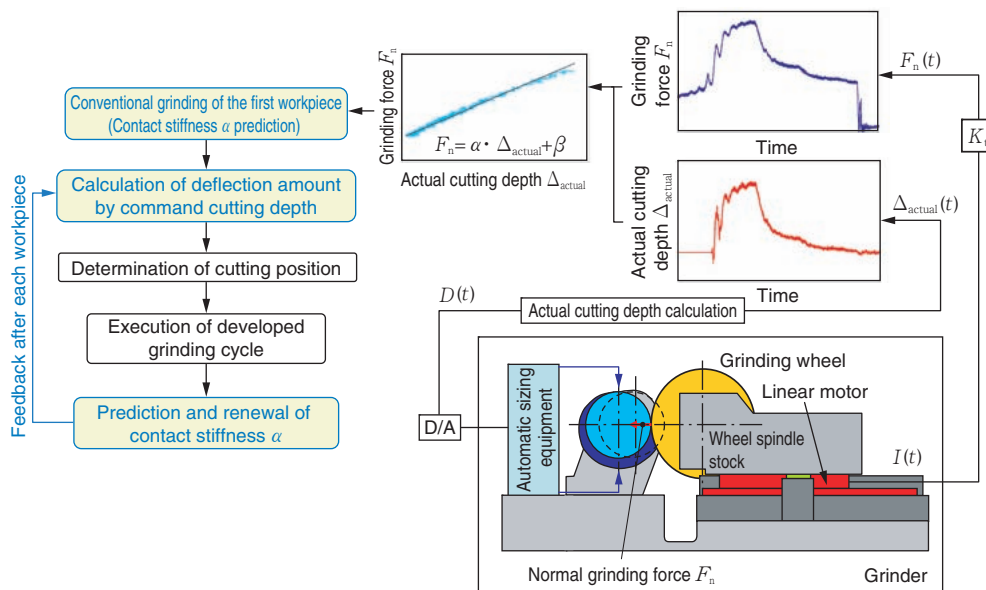 Conventional grinding of the first workpiece
(Contact stiffness α prediction)
Calculation of deflection amount
by command cutting depth
Determination of cutting position
Execution of developed
grinding cycle
Prediction and renewal of
contact stiffness α
Feedback after each workpiece
Grinding force Fn
Fn= α・Δactual+β
Actual cutting depth Δactual
Grinding
force Fn
Time
Fn(t)
Actual cutting
depth Δactual
Time
Δactual(t)
D(t)
Actual cutting depth calculation
D/A
Automatic sizing
equipment
Grinding wheel
Linear motor
Wheel spindle
stock
I(t)
Normal grinding force Fn
Grinder